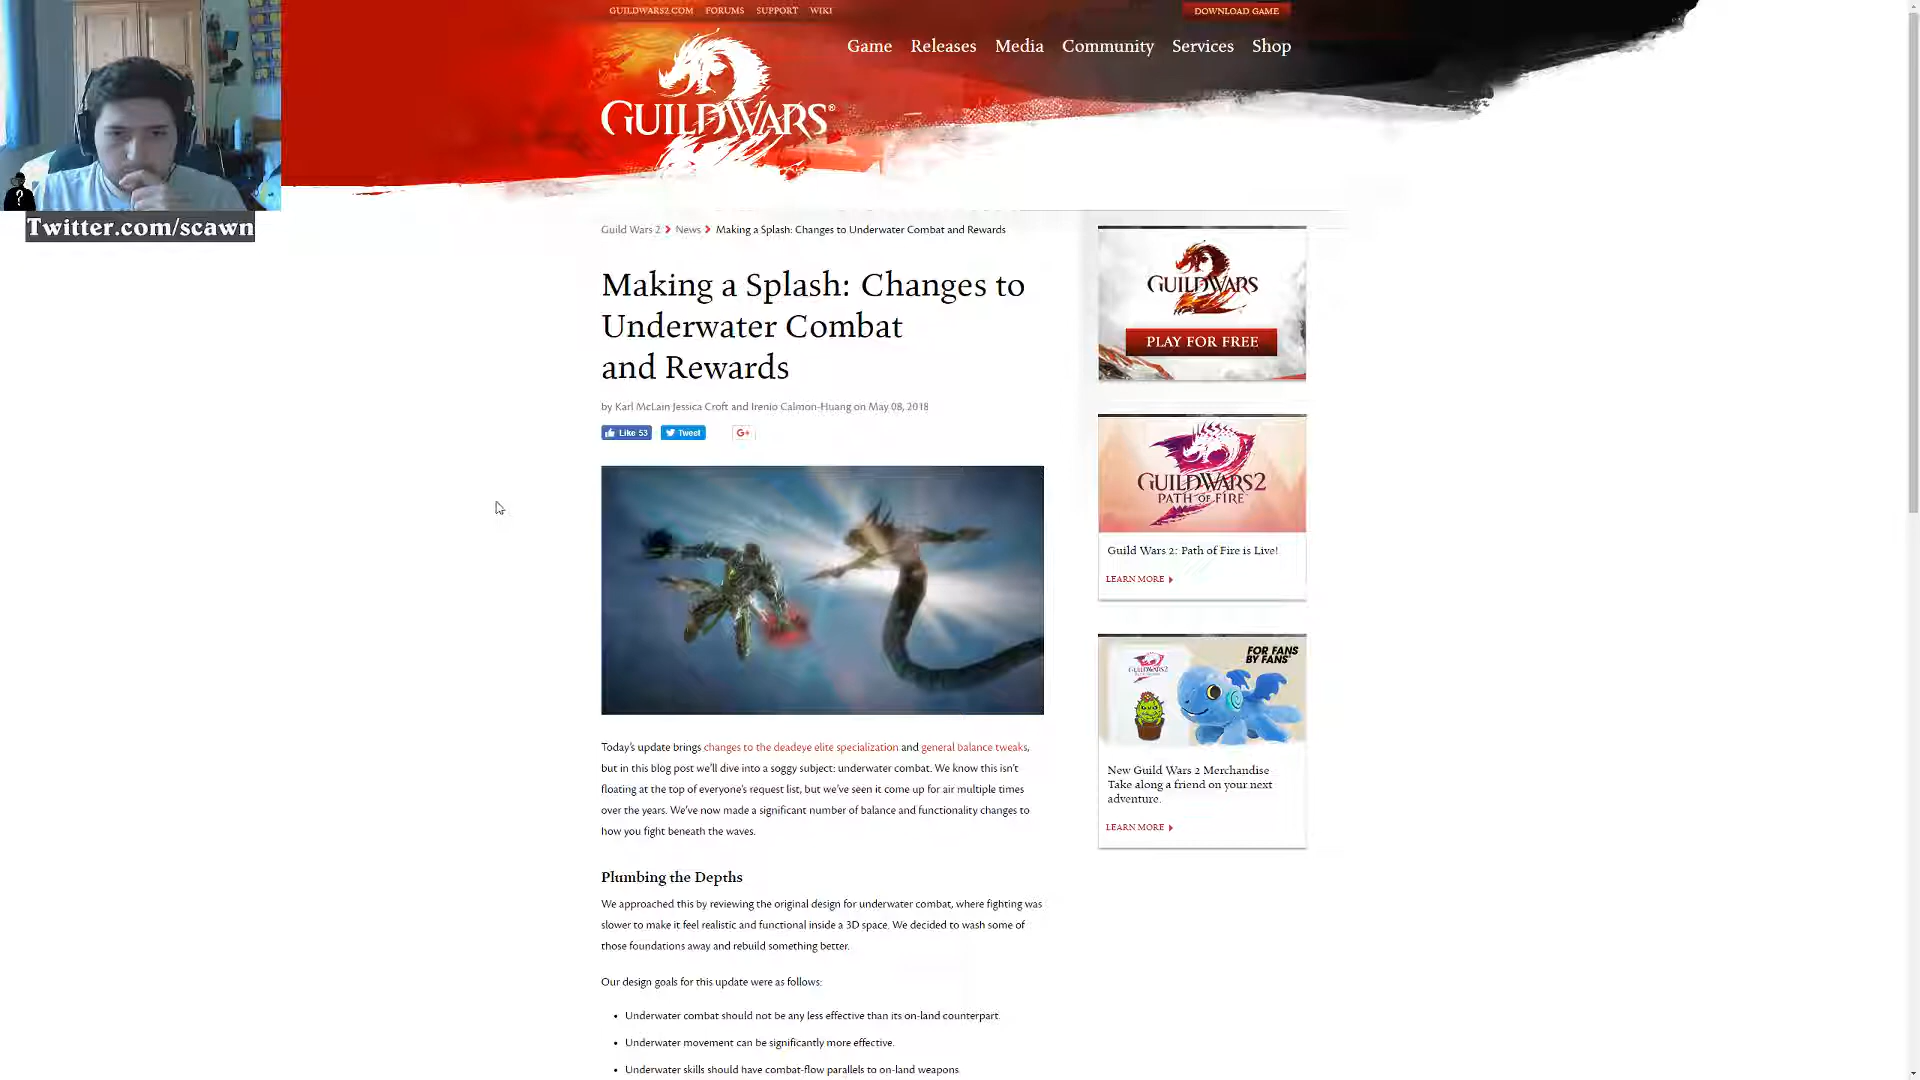 GUILDWARS2.COM FORUMS SUPPORT WIKI
DOWNLOAD GAME
Game Releases Media Community Services Shop
GUILDWARS®
?
Twitter.com/scawn
Guild Wars 2 > News > Making a Splash: Changes to Underwater Combat and Rewards
Making a Splash: Changes to
Underwater Combat
and Rewards
by Karl McLain Jessica Croft and Irenio Calmon-Huang on May 08, 2018
Like 53
Tweet
G+
Today's update brings changes to the deadeye elite specialization and general balance tweaks,
but in this blog post we'll dive into a soggy subject: underwater combat. We know this isn't
floating at the top of everyone's request list, but we've seen it come up for air multiple times
over the years. We've now made a significant number of balance and functionality changes to
how you fight beneath the waves.
Plumbing the Depths
We approached this by reviewing the original design for underwater combat, where fighting was
slower to make it feel realistic and functional inside a 3D space. We decided to wash some of
those foundations away and rebuild something better.
Our design goals for this update were as follows:
• Underwater combat should not be any less effective than its on-land counterpart.
• Underwater movement can be significantly more effective.
• Underwater skills should have combat-flow parallels to on-land weapons.
GUILDWARS
2
PLAY FOR FREE
GUILDWARS2
PATH OF FIRE
Guild Wars 2: Path of Fire is Live!
LEARN MORE
FOR FANS
BY FANS
GUILDWARS2
New Guild Wars 2 Merchandise
Take along a friend on your next
adventure.
LEARN MORE